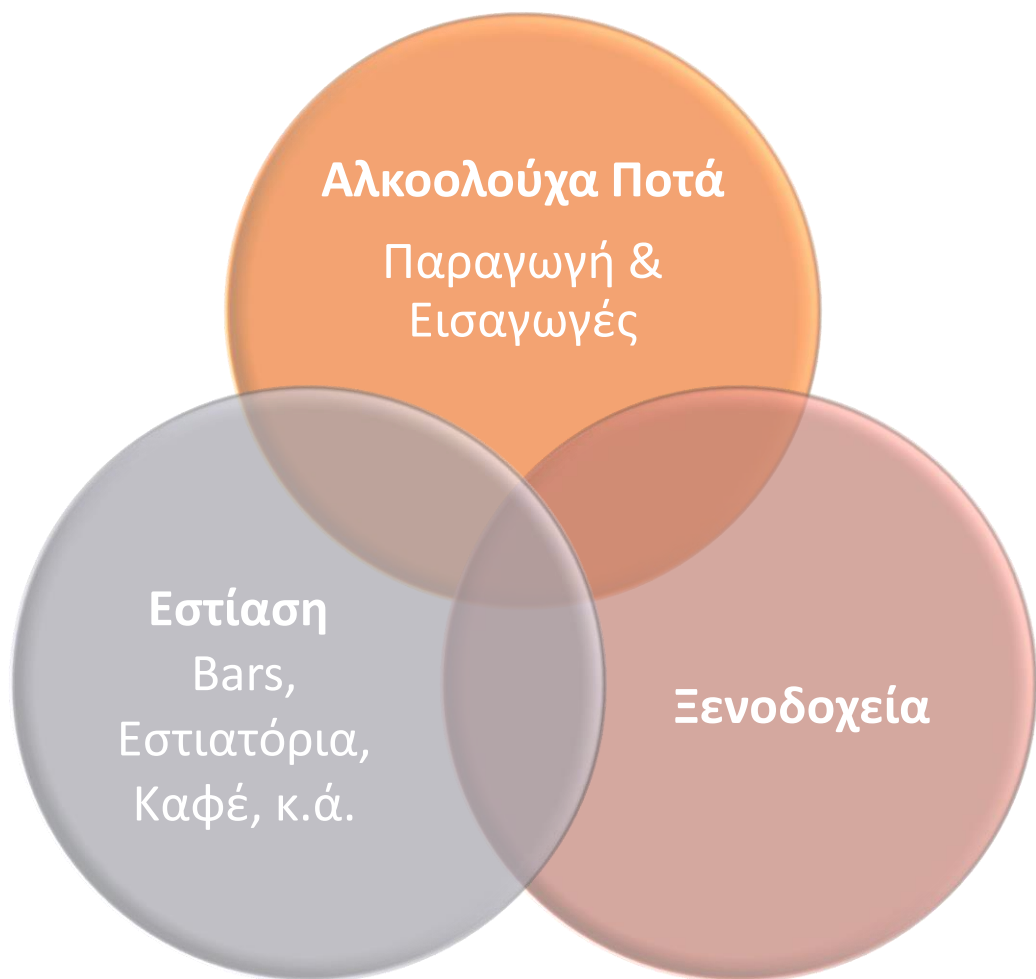 Αλκοολούχα Ποτά
Παραγωγή &
Εισαγωγές
Εστίαση
Bars,
Εστιατόρια,
Καφέ, κ.ά.
Ξενοδοχεία